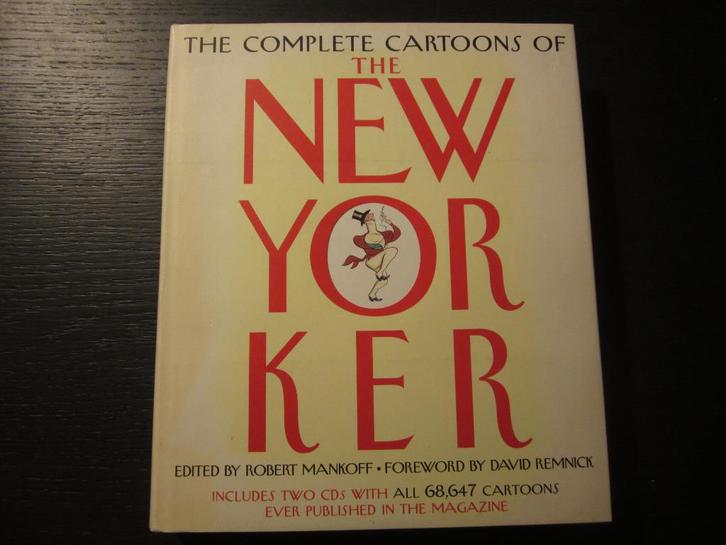 THE COMPLETE CARTOONS OF
THE
NEW
YOR
KER
EDITED BY ROBERT MANKOFF • FOREWORD BY DAVID REMNICK
INCLUDES TWO CDs WITH ALL 68,647 CARTOONS
EVER PUBLISHED IN THE MAGAZINE